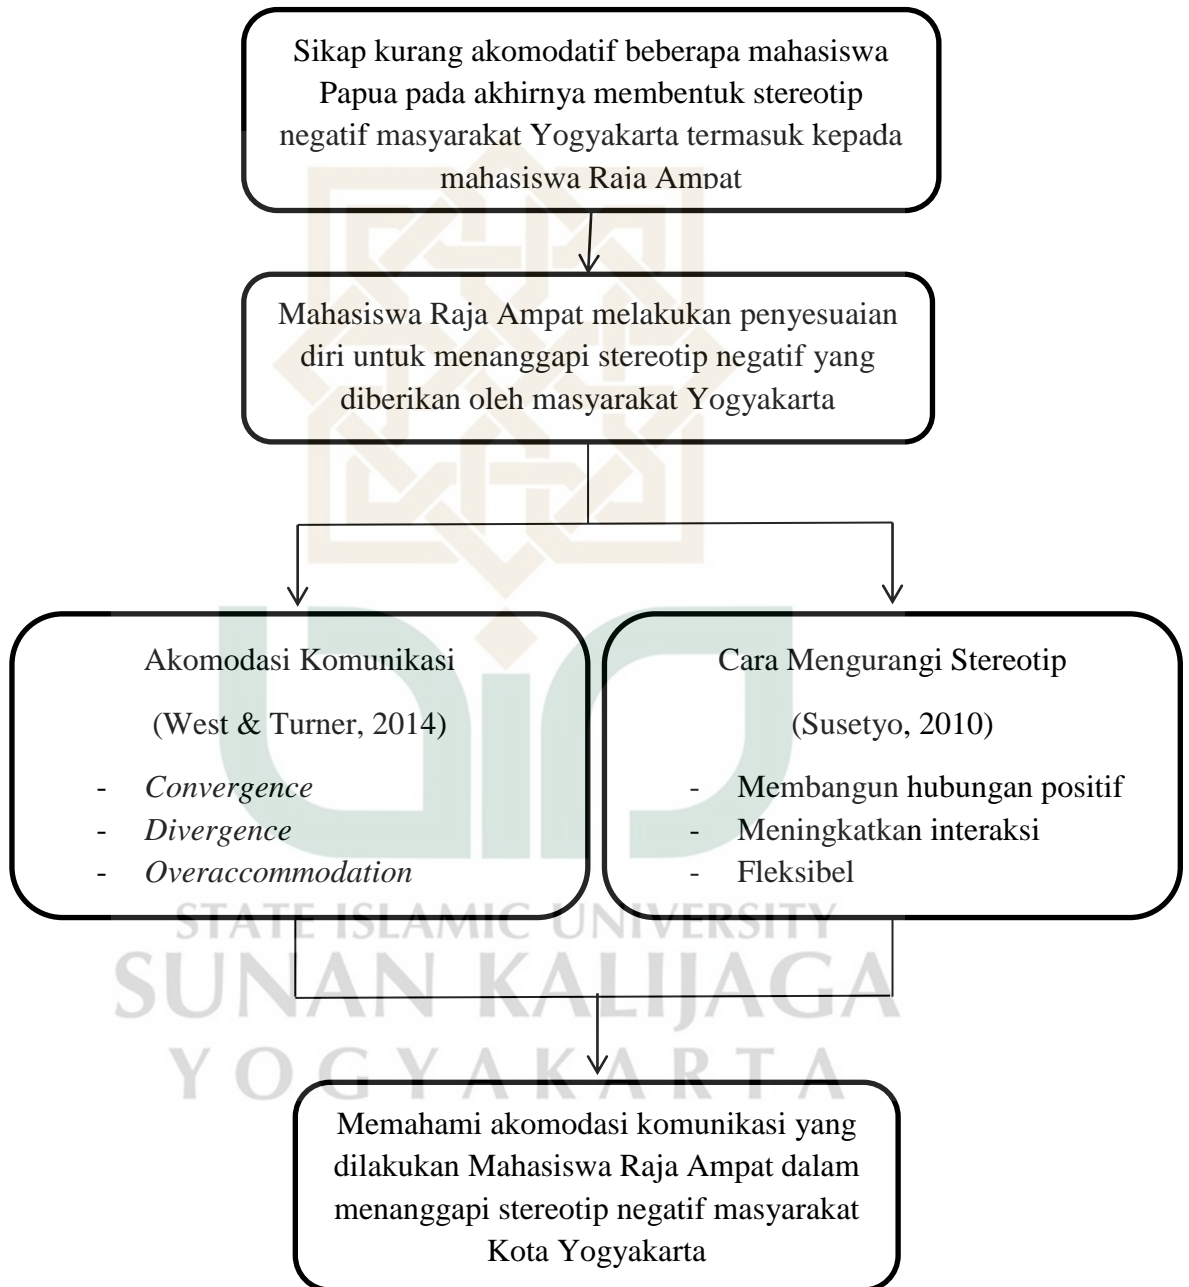 Sikap kurang akomodatif beberapa mahasiswa
Papua pada akhirnya membentuk stereotip
negatif masyarakat Yogyakarta termasuk kepada
mahasiswa Raja Ampat
Mahasiswa Raja Ampat melakukan penyesuaian
diri untuk menanggapi stereotip negatif yang
diberikan oleh masyarakat Yogyakarta
Akomodasi Komunikasi
(West & Turner, 2014)
- Convergence
- Divergence
- Overaccommodation
Cara Mengurangi Stereotip
(Susetyo, 2010)
- Membangun hubungan positif
- Meningkatkan interaksi
- Fleksibel
STATE ISLAMIC UNIVERSITY
SUNAN KALIJAGA
YOGYAKARTA
Memahami akomodasi komunikasi yang
dilakukan Mahasiswa Raja Ampat dalam
menanggapi stereotip negatif masyarakat
Kota Yogyakarta